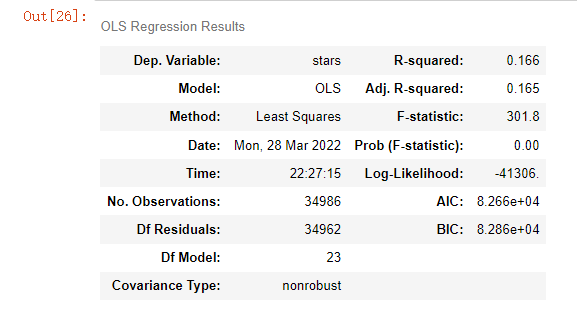 Out[26]:
OLS Regression Results
Dep. Variable: stars R-squared: 0.166
Model: OLS Adj. R-squared: 0.165
Method: Least Squares F-statistic: 301.8
Date: Mon, 28 Mar 2022 Prob (F-statistic): 0.00
Time: 22:27:15 Log-Likelihood: -41306.
No. Observations: 34986 AIC: 8.266e+04
Df Residuals: 34962 BIC: 8.286e+04
Df Model: 23
Covariance Type: nonrobust